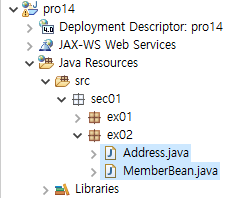 pro14
Deployment Descriptor: pro14
JAX-WS Web Services
Java Resources
src
sec01
ex01
ex02
Address.java
MemberBean.java
Libraries